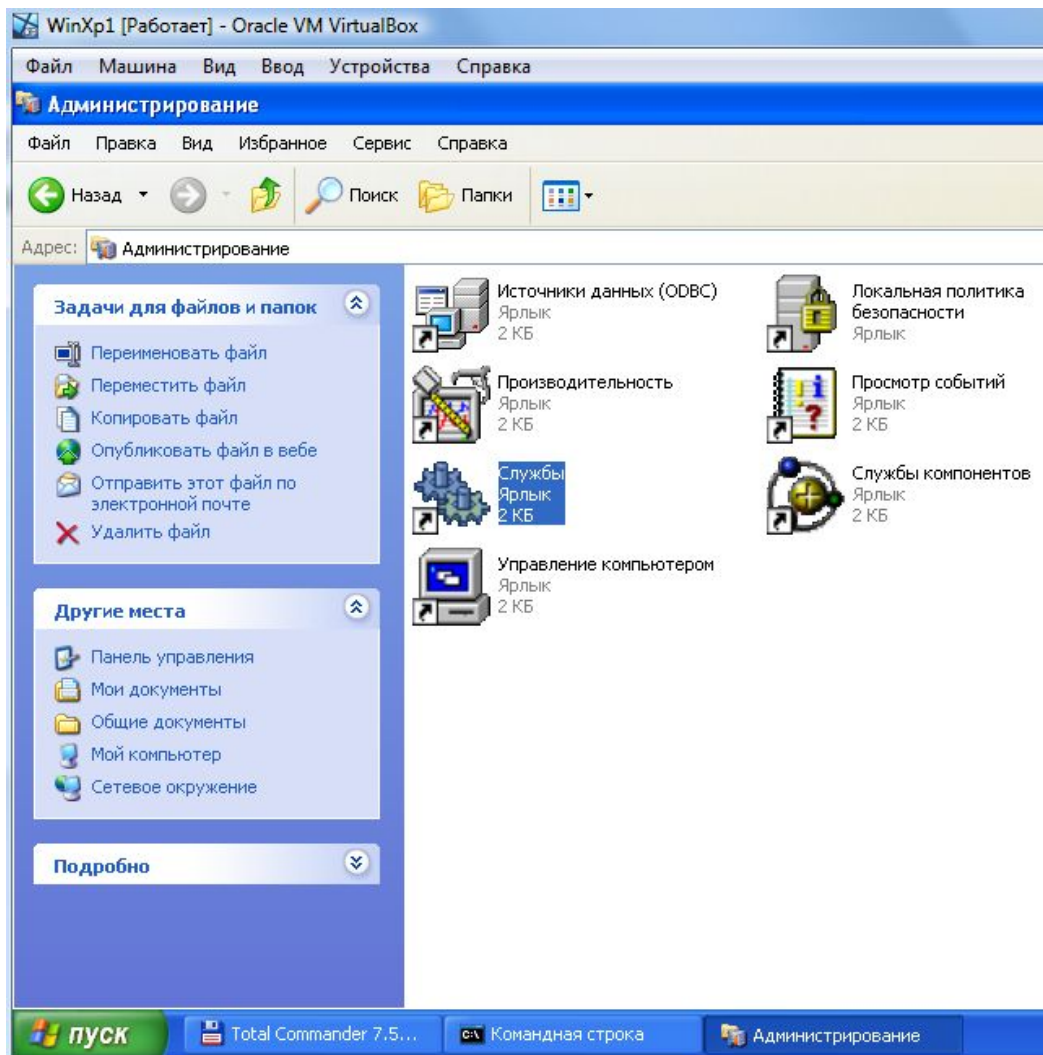 WinXp1 [Работает] - Oracle VM VirtualBox
Файл Машина Вид Ввод Устройства Справка
Администрирование
Файл Правка Вид Избранное Сервис Справка
Назад Поиск Папки
Адрес: Администрирование
Задачи для файлов и папок
Переименовать файл
Переместить файл
Копировать файл
Опубликовать файл в вебе
Отправить этот файл по
электронной почте
Удалить файл
Другие места
Панель управления
Мои документы
Общие документы
Мой компьютер
Сетевое окружение
Подробно
Источники данных (ODBC)
Ярлык
2 КБ
Локальная политика
безопасности
Ярлык
Производительность
Ярлык
2 КБ
Просмотр событий
Ярлык
2 КБ
Службы
Ярлык
2 КБ
Службы компонентов
Ярлык
2 КБ
Управление компьютером
Ярлык
2 КБ
пуск Total Commander 7.5... Командная строка Администрирование